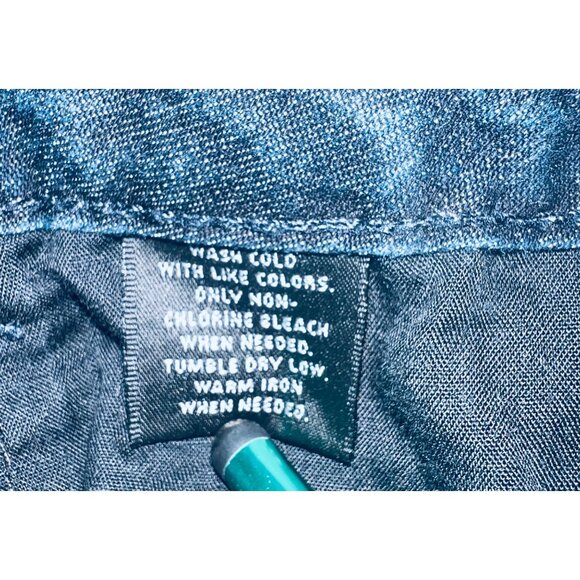 WASH COLD
WITH LIKE COLORS.
ONLY NON-
CHLORINE BLEACH
WHEN NEEDED.
TUMBLE DRY LOW.
WARM IRON
WHEN NEEDED.